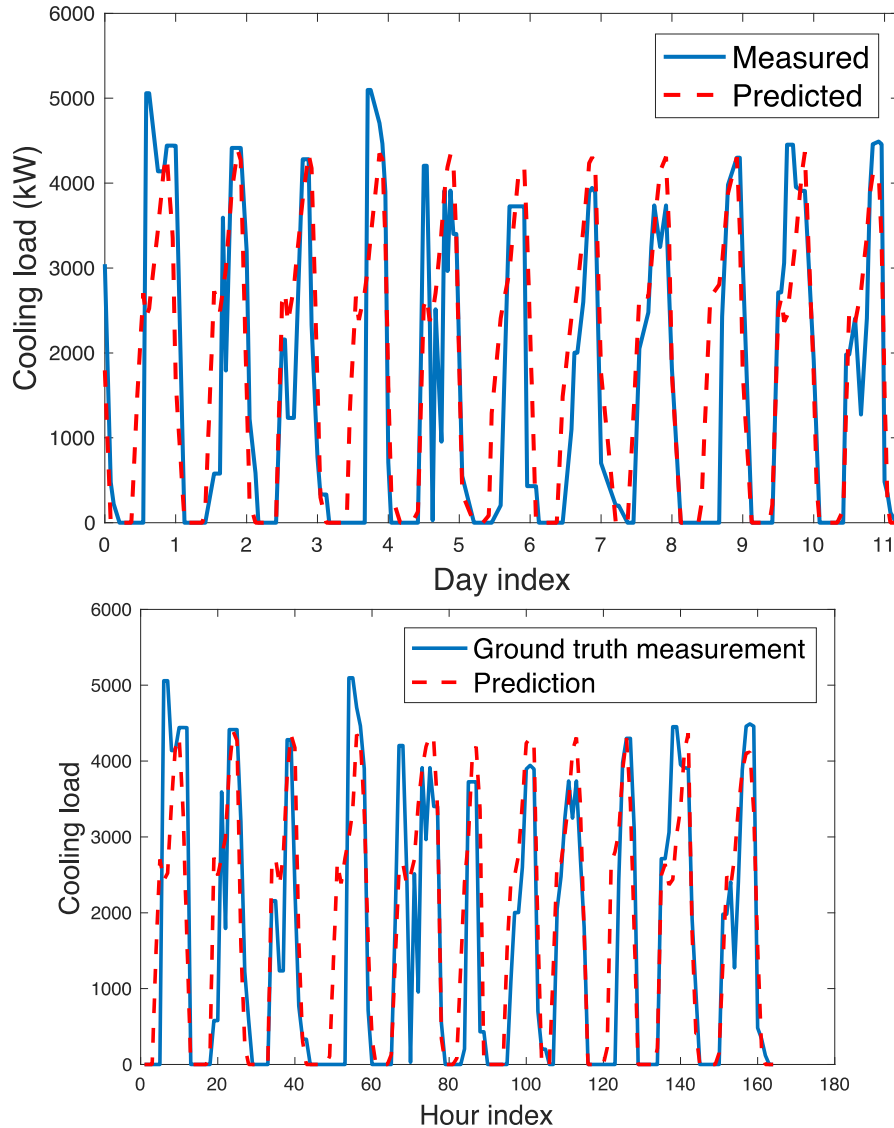 6000
5000
4000
3000
2000
1000
0
Cooling load (kW)
Measured
Predicted
0 1 2 3 4 5 6 7 8 9 10 11
Day index
6000
5000
4000
3000
2000
1000
0
Cooling load
Ground truth measurement
Prediction
0 20 40 60 80 100 120 140 160 180
Hour index